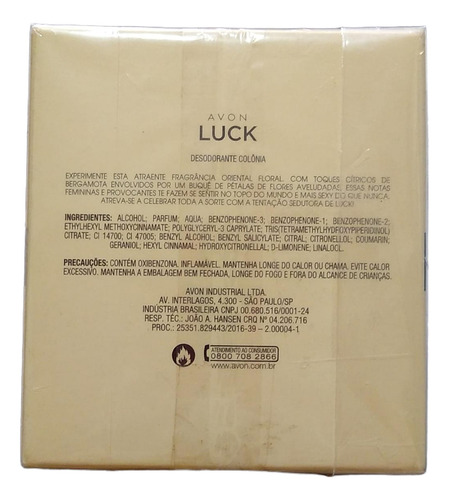 AVON
LUCK
DESODORANTE COLÔNIA
EXPERIMENTE ESTA ATRAENTE FRAGRÂNCIA ORIENTAL FLORAL, COM TOQUES CÍTRICOS DE
BERGAMOTA ENVOLVIDOS POR UM BUQUÊ DE PÉTALAS DE FLORES AVELUDADAS, ESSAS NOTAS
FEMININAS E PROVOCANTES TE FAZEM SE SENTIR NO TOPO DO MUNDO E MAIS SEXY DO QUE NUNCA.
ATREVA-SE A CELEBRAR TODA A SORTE COM A TENTAÇÃO SEDUTORA DE LUCK!
INGREDIENTES: ALCOHOL; PARFUM; AQUA; BENZOPHENONE-3; BENZOPHENONE-1; BENZOPHENONE-2;
ETHYLHEXYL METHOXYCINNAMATE; POLYGLYCERYL-3 CAPRYLATE; TRIS(TETRAMETHYLHYDROXYPIPERIDINOL)
CITRATE; CI 14700; CI 47005; BENZYL ALCOHOL; BENZYL SALICYLATE; CITRAL; CITRONELLOL; COUMARIN;
GERANIOL; HEXYL CINNAMAL; HYDROXYCITRONELLAL; D-LIMONENE; LINALOOL.
PRECAUÇÕES: CONTÉM OXIBENZONA. INFLAMÁVEL. MANTENHA LONGE DO CALOR OU CHAMA. EVITE CALOR
EXCESSIVO. MANTENHA A EMBALAGEM BEM FECHADA, LONGE DO FOGO E FORA DO ALCANCE DE CRIANÇAS.
AVON INDUSTRIAL LTDA.
AV. INTERLAGOS, 4.300 - SÃO PAULO/SP
INDÚSTRIA BRASILEIRA CNPJ 00.680.516/0001-24
RESP. TÉC.: JOÃO A. HANSEN CRQ Nº 04.206.716
PROC.: 25351.829443/2016-39 - 2.00004-1
ATENDIMENTO AO CONSUMIDOR
0800 708 2866
www.avon.com.br